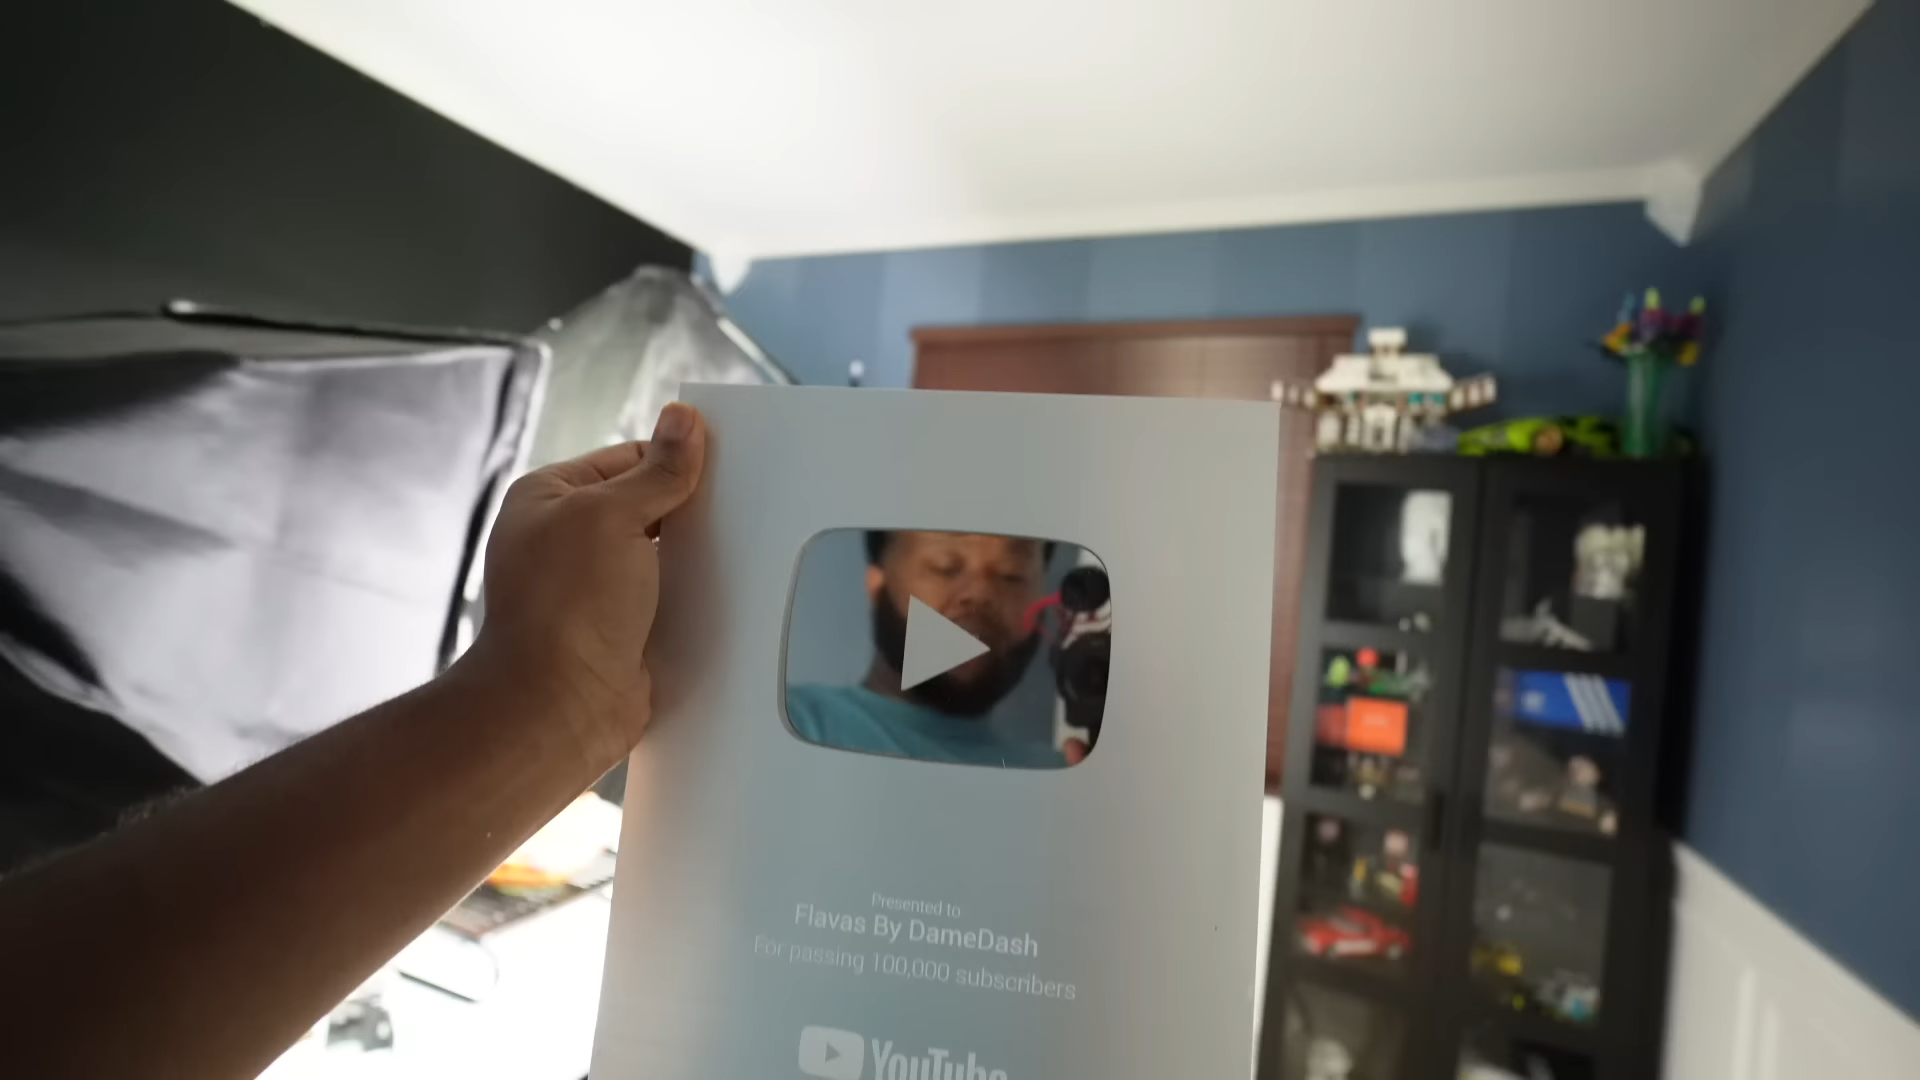 Presented to
Flavas By DameDash
For passing 100,000 subscribers
YouTube